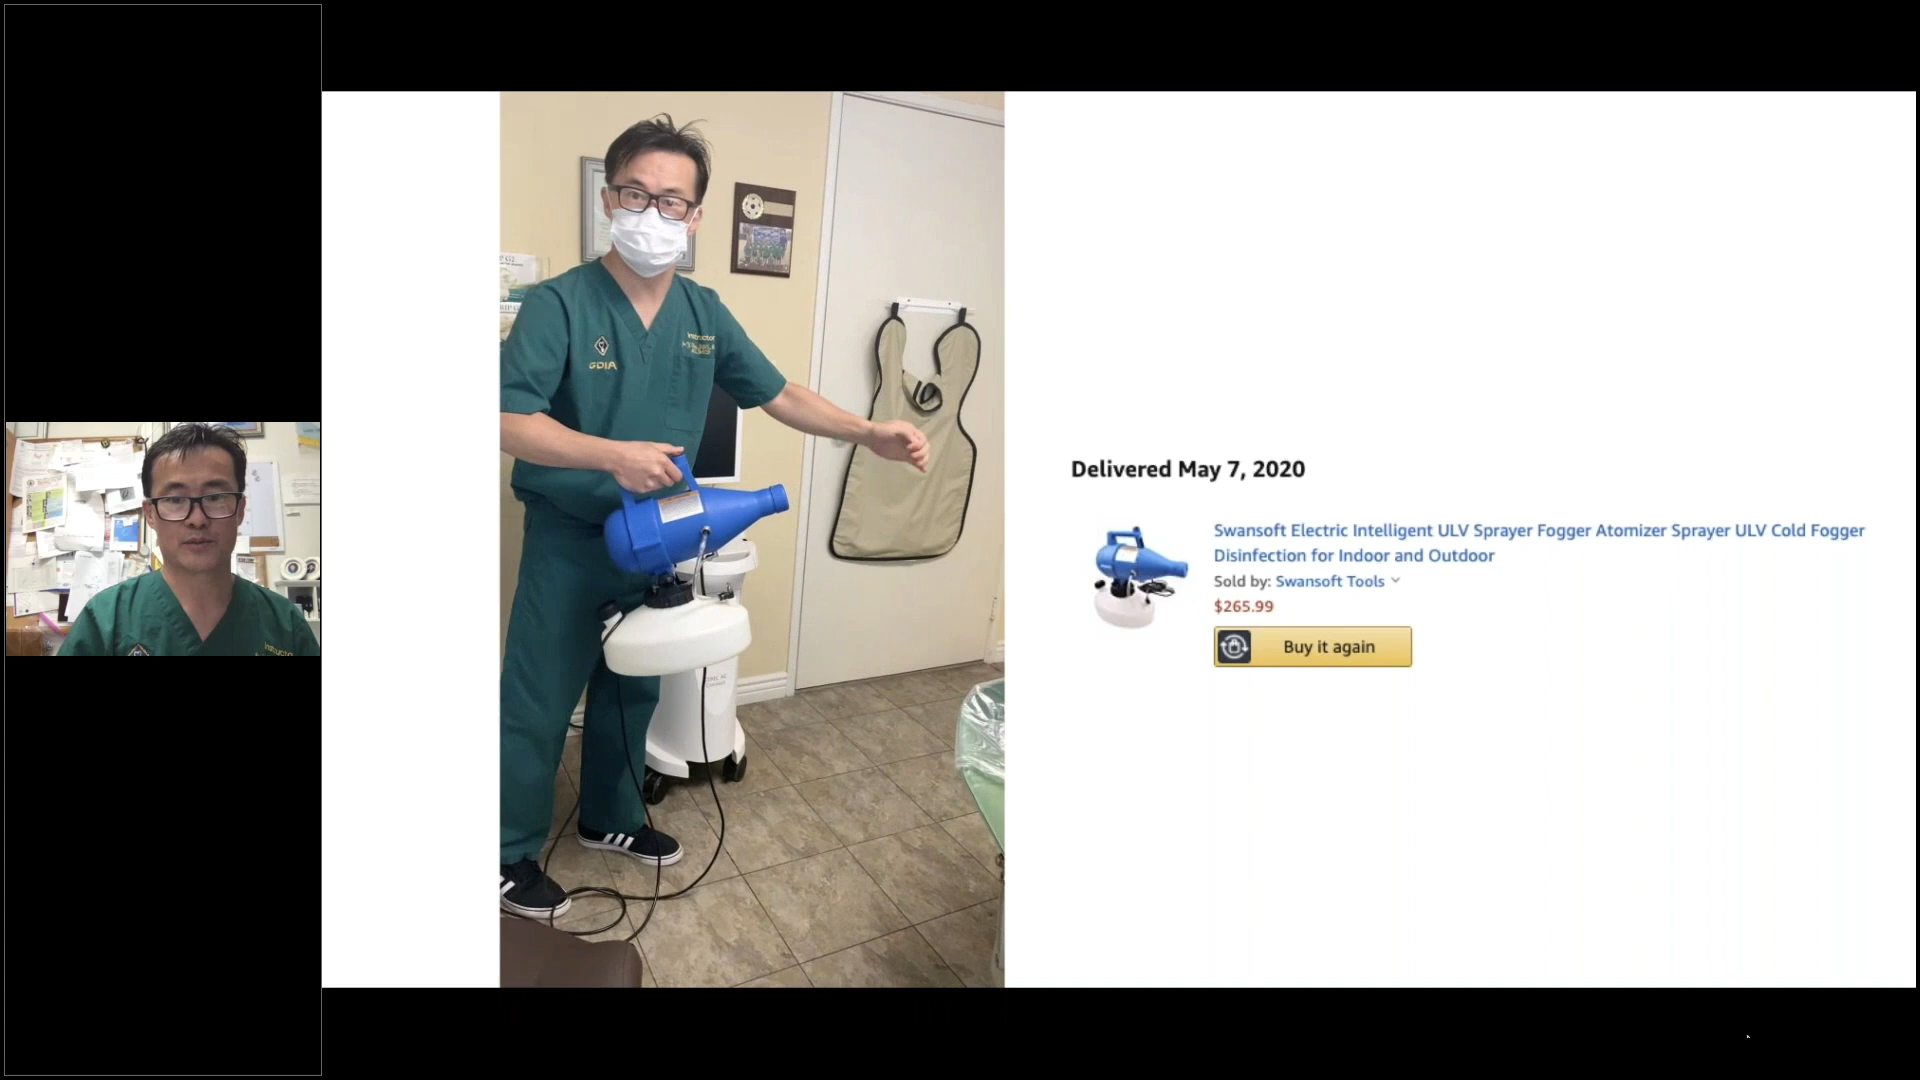 Instructor
GDIA
Delivered May 7, 2020
Swansoft Electric Intelligent ULV Sprayer Fogger Atomizer Sprayer ULV Cold Fogger
Disinfection for Indoor and Outdoor
Sold by: Swansoft Tools
$265.99
Buy it again